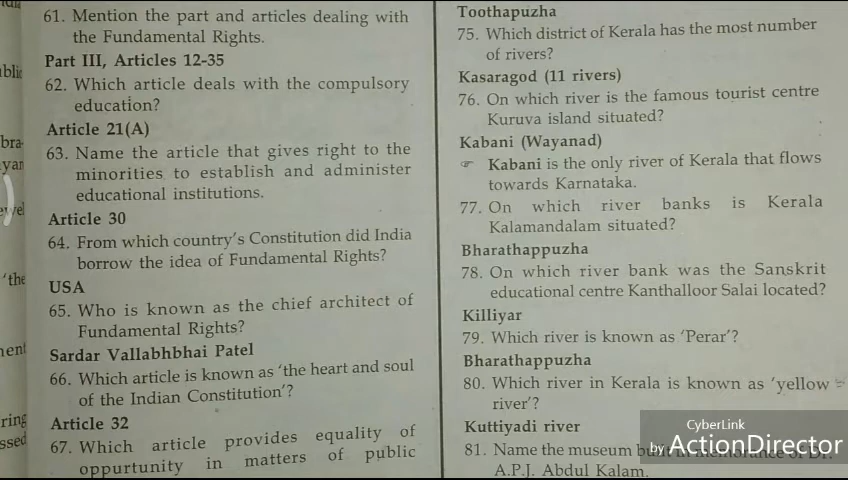 61. Mention the part and articles dealing with
the Fundamental Rights.
Part III, Articles 12-35
62. Which article deals with the compulsory
education?
Article 21(A)
63. Name the article that gives right to the
minorities to establish and administer
educational institutions.
Article 30
64. From which country's Constitution did India
borrow the idea of Fundamental Rights?
USA
65. Who is known as the chief architect of
Fundamental Rights?
Sardar Vallabhbhai Patel
66. Which article is known as 'the heart and soul
of the Indian Constitution'?
Article 32
67. Which article provides equality of
oppurtunity in matters of public
Toothapuzha
75. Which district of Kerala has the most number
of rivers?
Kasaragod (11 rivers)
76. On which river is the famous tourist centre
Kuruva island situated?
Kabani (Wayanad)
☞ Kabani is the only river of Kerala that flows
towards Karnataka.
77. On which river banks is Kerala
Kalamandalam situated?
Bharathappuzha
78. On which river bank was the Sanskrit
educational centre Kanthalloor Salai located?
Killiyar
79. Which river is known as 'Perar'?
Bharathappuzha
80. Which river in Kerala is known as 'yellow
river'?
Kuttiyadi river
81. Name the museum built in memorance of Dr.
A.P.J. Abdul Kalam.
CyberLink
by ActionDirector